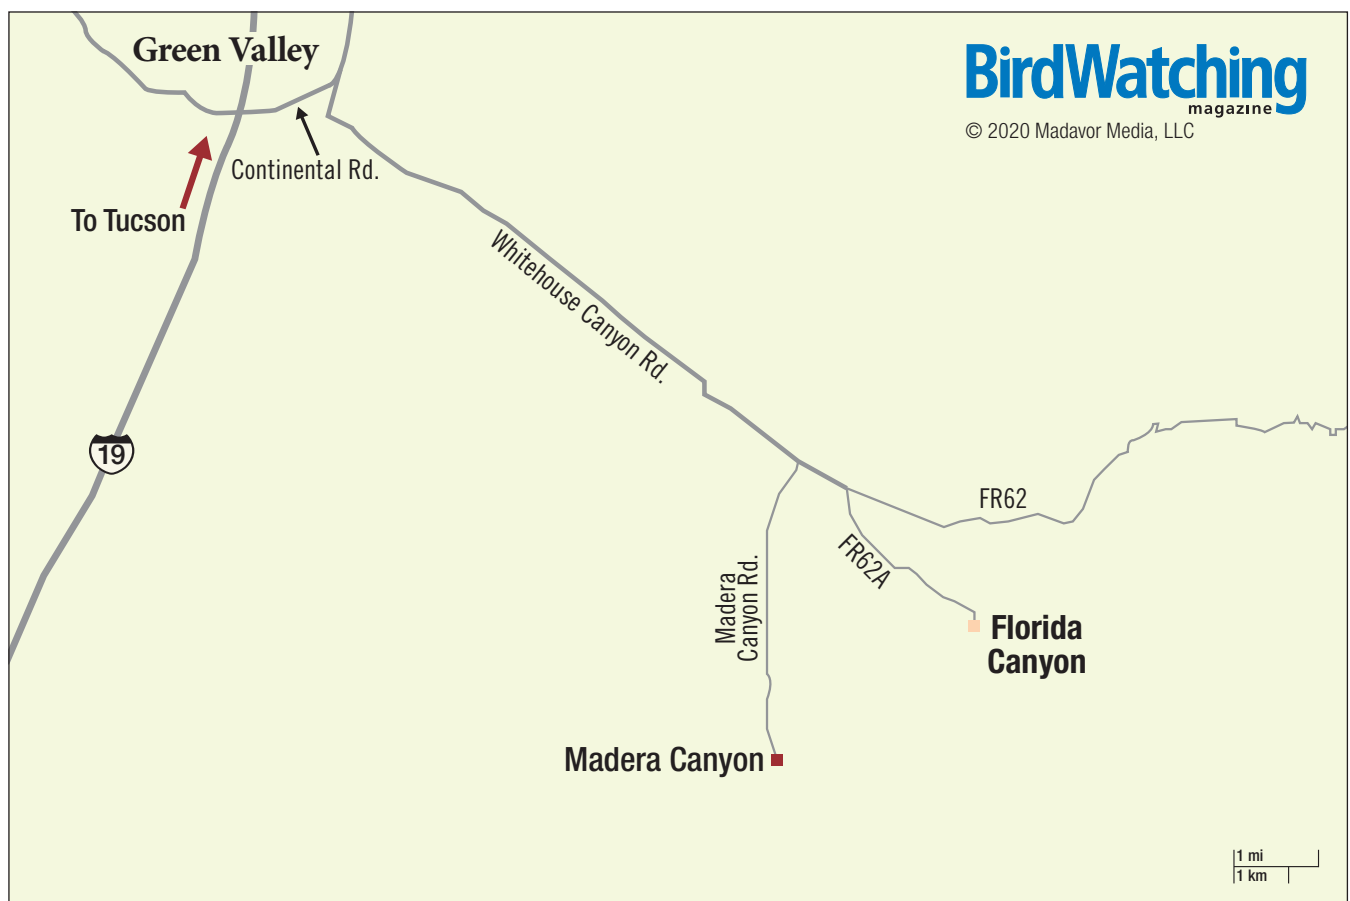 Green Valley
BirdWatching
magazine
© 2020 Madavor Media, LLC
Continental Rd.
To Tucson
Whitehouse Canyon Rd.
19
FR62
FR62A
Madera
Canyon Rd.
Florida
Canyon
Madera Canyon
1 mi
1 km